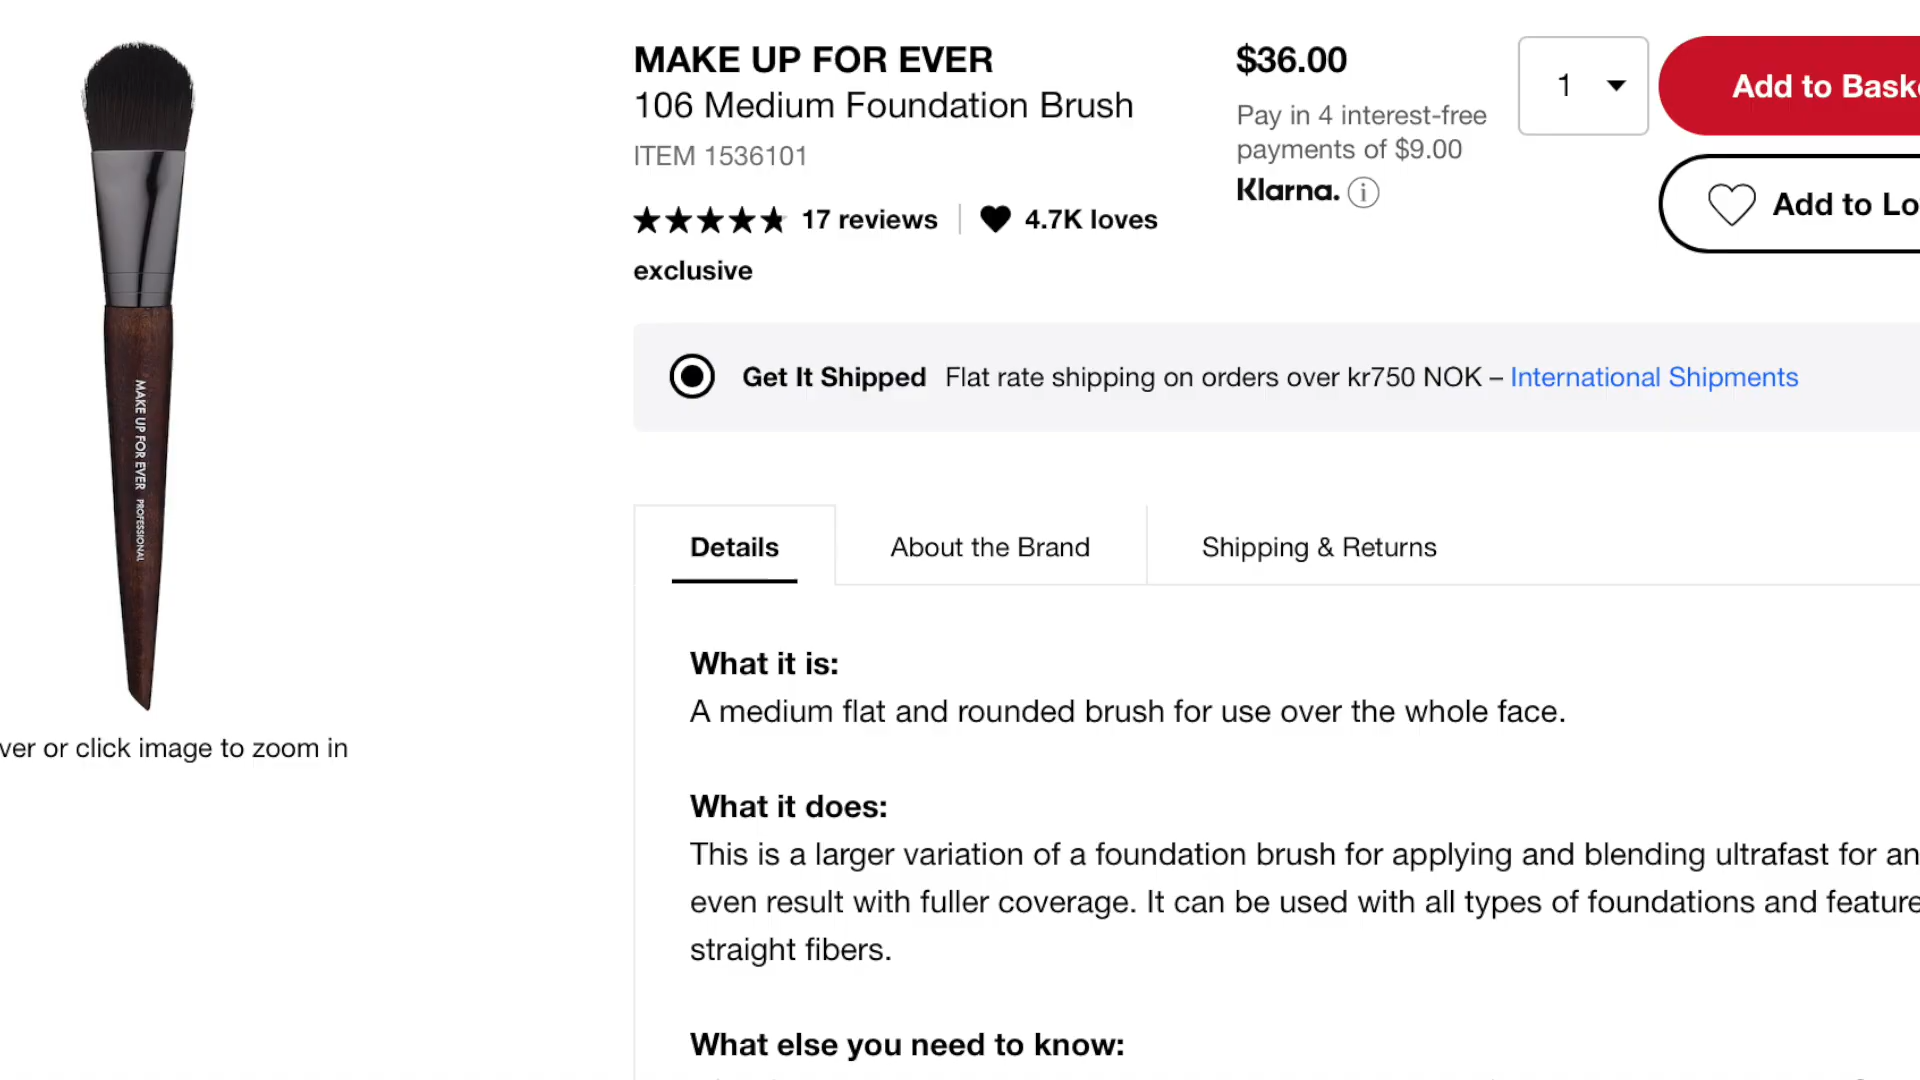 MAKE UP FOR EVER
106 Medium Foundation Brush
ITEM 1536101
17 reviews
4.7K loves
exclusive
$36.00
Pay in 4 interest-free
payments of $9.00
Klarna.
1
Add to Bask
Add to Lo
MAKE UP FOR EVER PROFESSIONAL
ver or click image to zoom in
Get It Shipped Flat rate shipping on orders over kr750 NOK – International Shipments
Details
About the Brand
Shipping & Returns
What it is:
A medium flat and rounded brush for use over the whole face.
What it does:
This is a larger variation of a foundation brush for applying and blending ultrafast for an
even result with fuller coverage. It can be used with all types of foundations and feature
straight fibers.
What else you need to know: